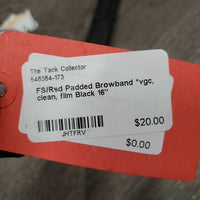 The Tack Collector
546364-173
FS/Rsd Padded Browband *vgc,
clean, film Black 16"
$20.00
JHTFRV
$0.00